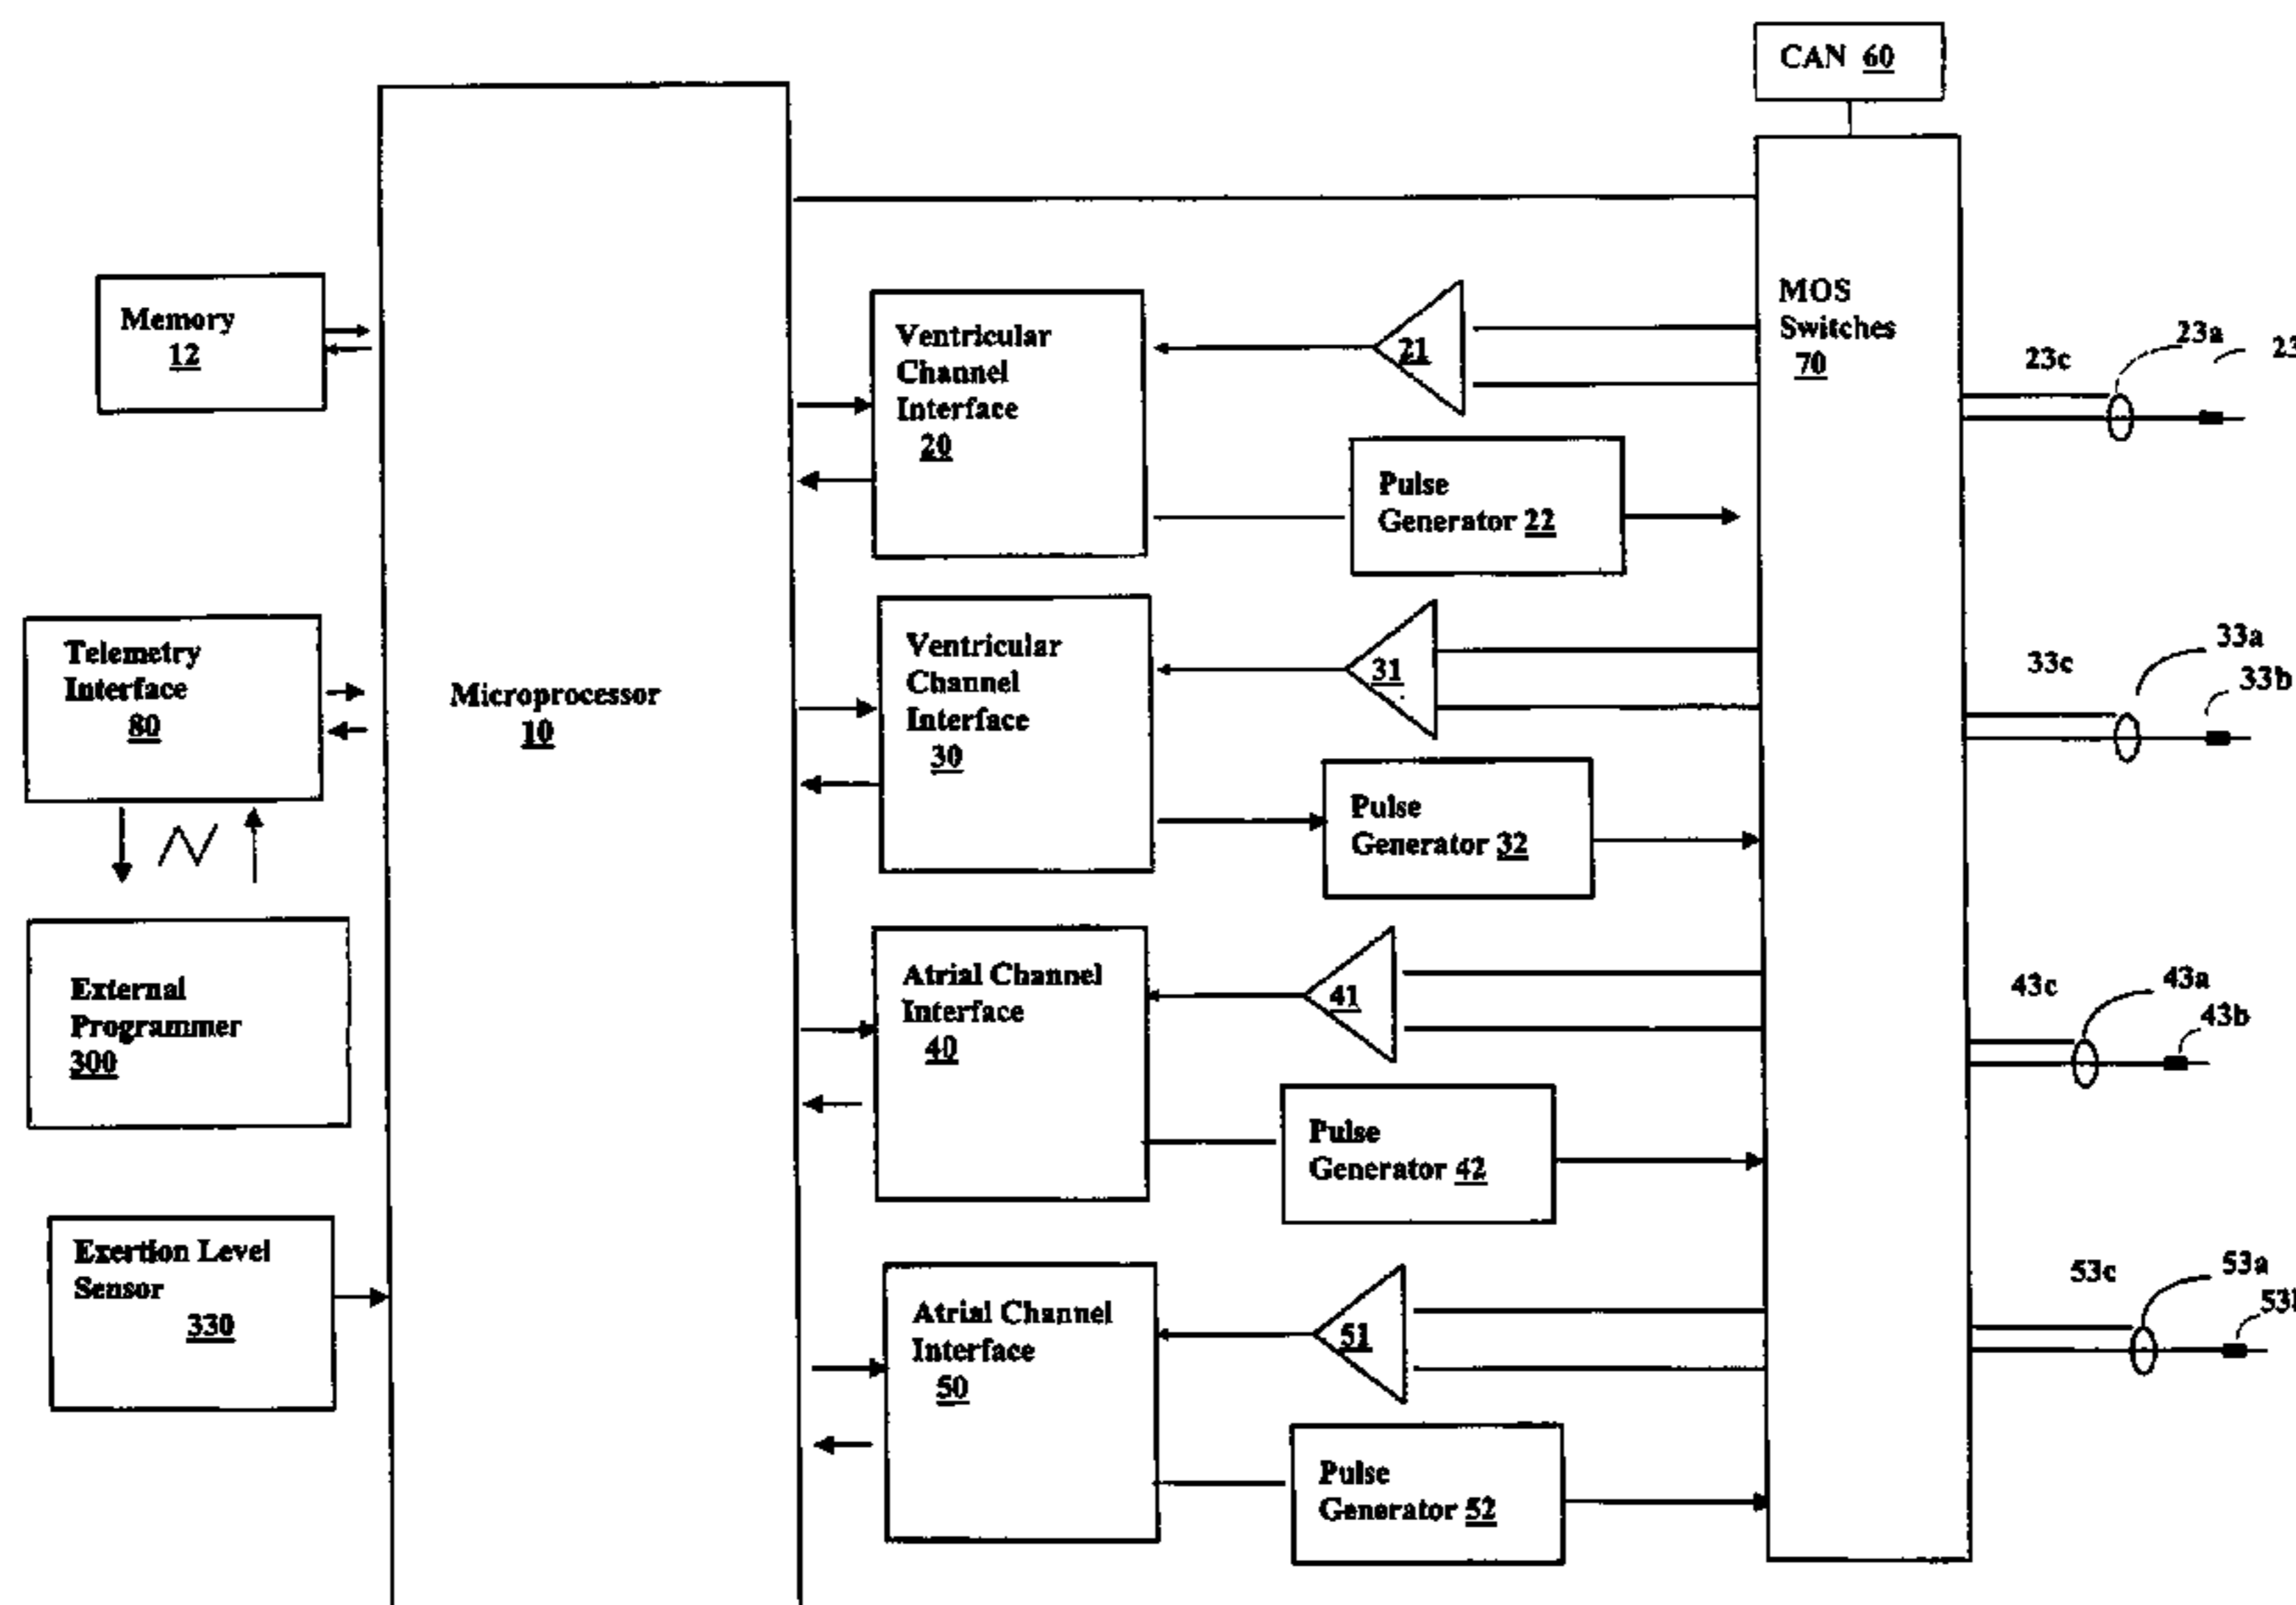 CAN 60
MOS
Switches
70
Memory
12
Ventricular
Channel
Interface
20
21
Pulse
Generator 22
23c
23a
Telemetry
Interface
80
Microprocessor
10
Ventricular
Channel
Interface
30
31
Pulse
Generator 32
33c
33a
33b
External
Programmer
300
Atrial Channel
Interface
40
41
Pulse
Generator 42
43c
43a
43b
Exertion Level
Sensor
330
Atrial Channel
Interface
50
51
Pulse
Generator 52
53c
53a